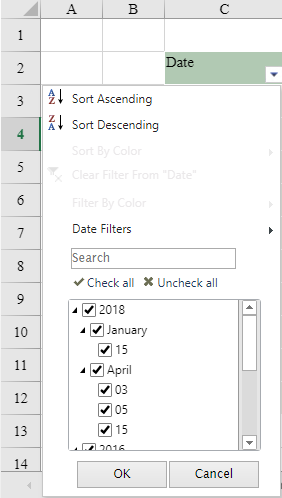 A B C
1
2 Date
3 Sort Ascending
4 Sort Descending
Sort By Color
5 Clear Filter From "Date"
6 Filter By Color
7 Date Filters
8 Search
Check all Uncheck all
9 2018
10 January
15
11 April
12 03
05
13 15
2016
14
OK Cancel